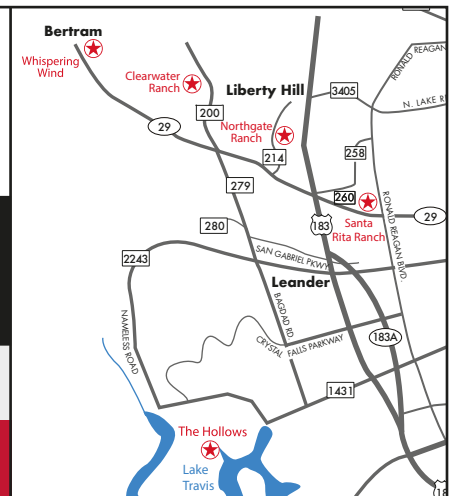 Bertram
Whispering
Wind
Clearwater
Ranch
Liberty Hill
RONALD REAGAN
3405
N. LAKE
200
29
Northgate
Ranch
214
258
279
260
Santa
Rita Ranch
RONALD REAGAN BLVD.
29
280
183
SAN GABRIEL PKWY
2243
Leander
NAMELESS ROAD
BAGDAD RD
CRYSTAL FALLS PARKWAY
183A
1431
The Hollows
Lake
Travis